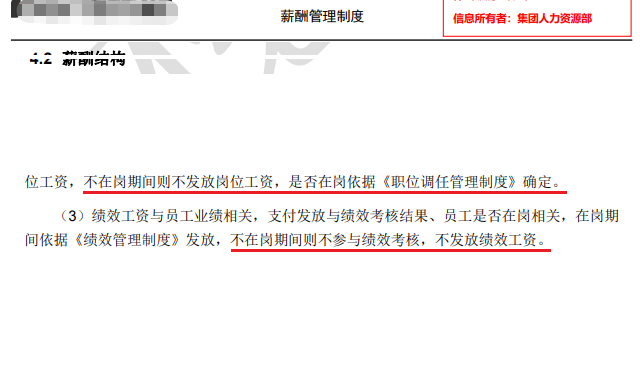 薪酬管理制度
信息所有者：集团人力资源部
4.2 薪酬结构
位工资，不在岗期间则不发放岗位工资，是否在岗依据《职位调任管理制度》确定。
（3）绩效工资与员工业绩相关，支付发放与绩效考核结果、员工是否在岗相关，在岗期
间依据《绩效管理制度》发放，不在岗期间则不参与绩效考核，不发放绩效工资。